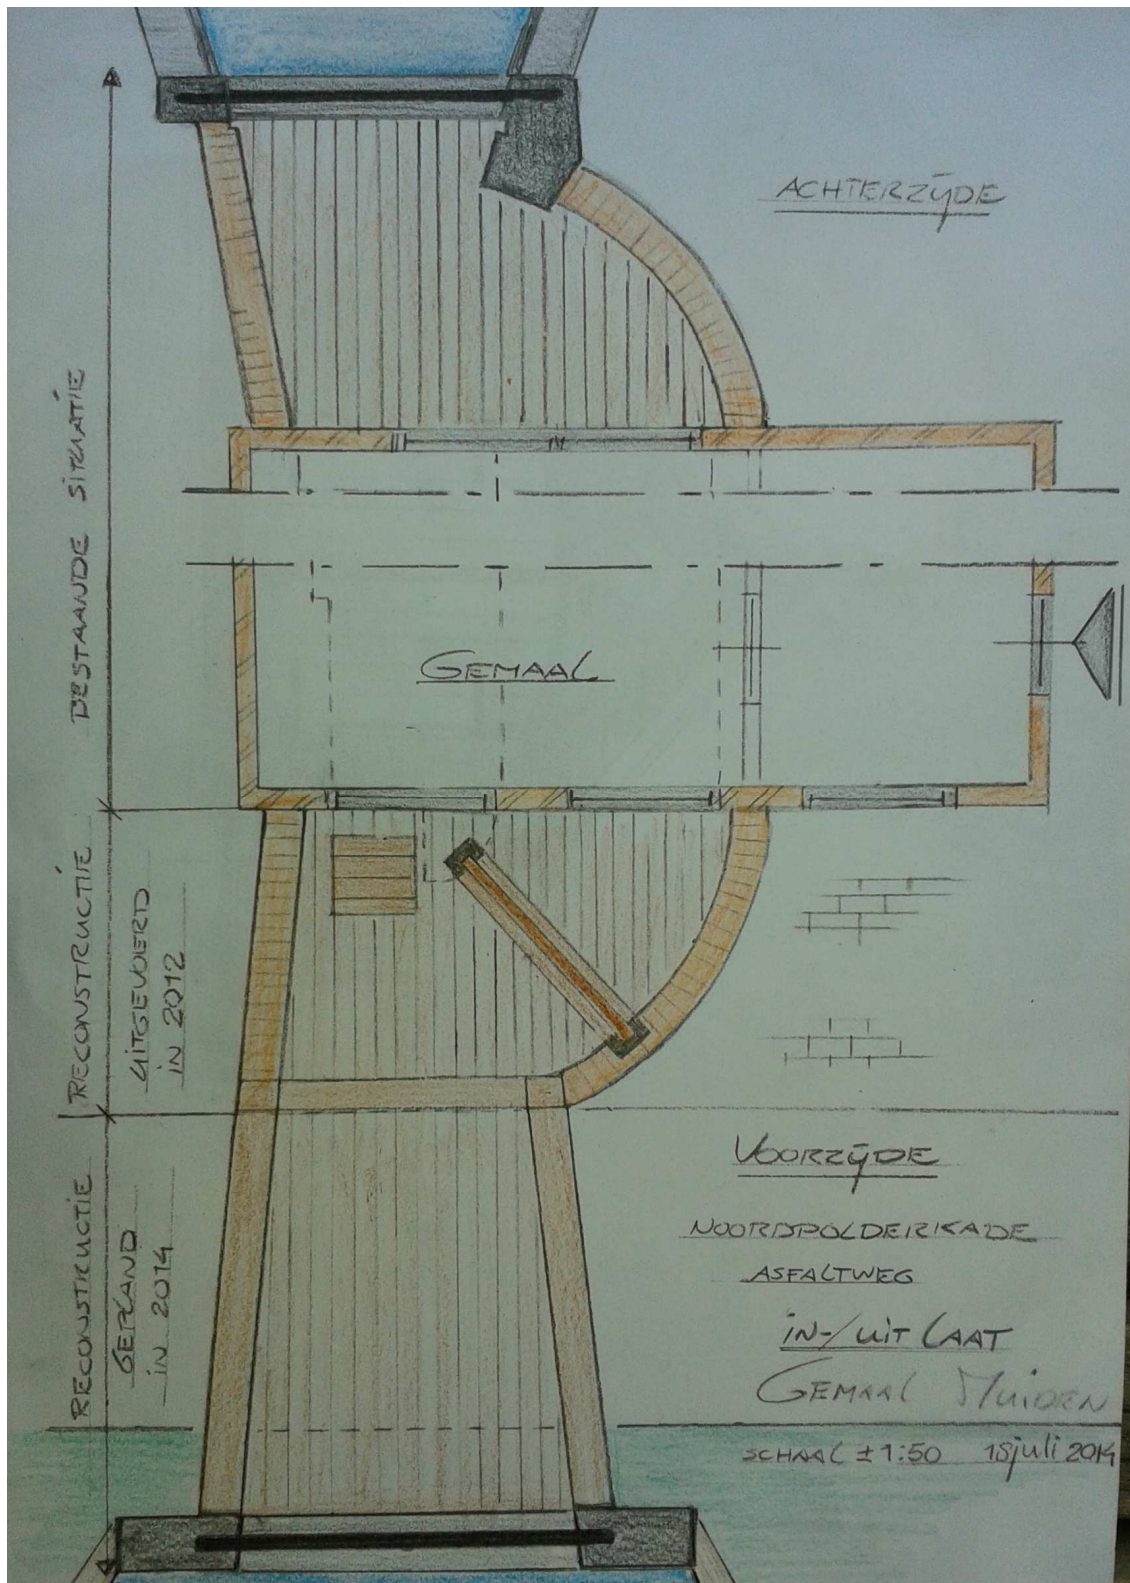 ACHTERZIJDE
BESTAANDE SITUATIE
GEMAAL
RECONSTRUCTIE
UITGEVOERD
IN 2012
RECONSTRUCTIE
GEPLAND
IN 2014
VOORZIJDE
NOORDPOLDERKADE
ASFALTWEG
IN-/UIT LAAT
GEMAAL MUIDEN
SCHAAL ± 1:50 15 juli 2014